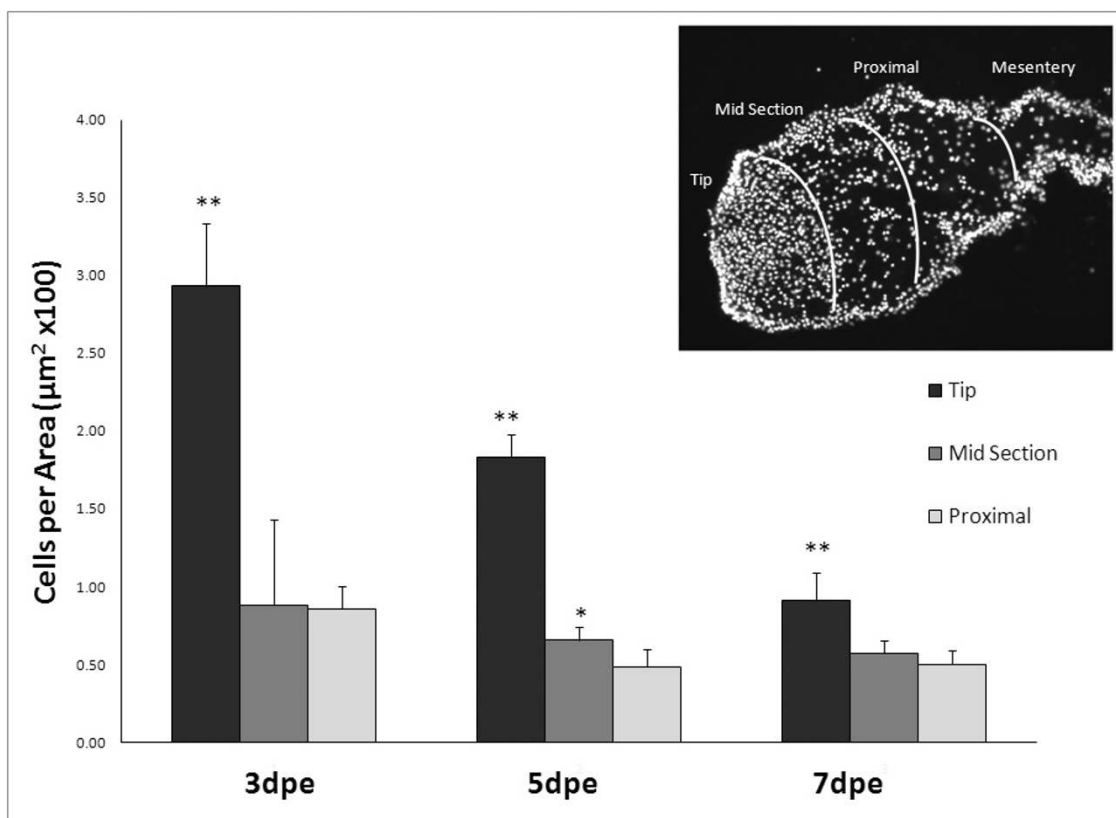 Proximal
Mesentery
Mid Section
Tip
Cells per Area (µm² x100)
4.00
3.50
3.00
2.50
2.00
1.50
1.00
0.50
0.00
**
**
*
**
Tip
Mid Section
Proximal
3dpe
5dpe
7dpe